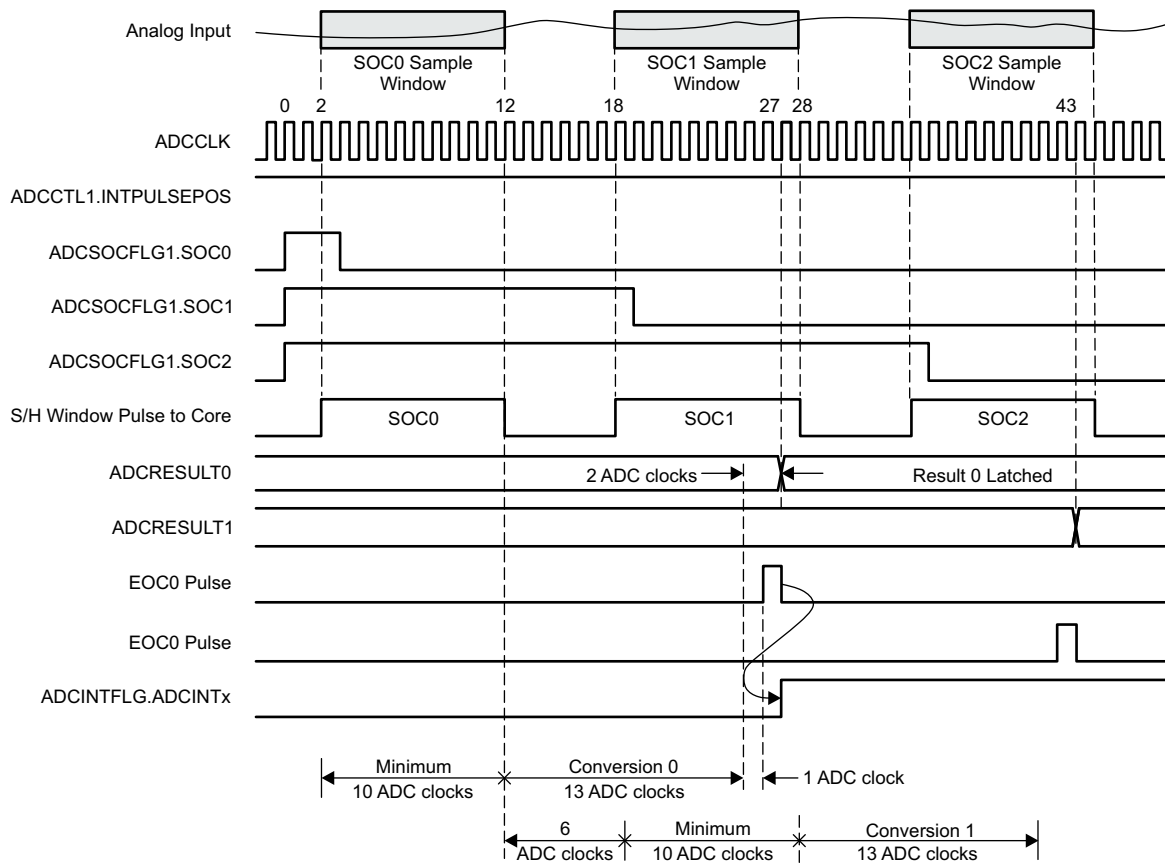 Analog Input
SOC0 Sample
Window
SOC1 Sample
Window
SOC2 Sample
Window
0 2 12 18 27 28 43
ADCCLK
ADCCTL1.INTPULSEPOS
ADCSOCFLG1.SOC0
ADCSOCFLG1.SOC1
ADCSOCFLG1.SOC2
S/H Window Pulse to Core
SOC0
SOC1
SOC2
ADCRESULT0
2 ADC clocks
Result 0 Latched
ADCRESULT1
EOC0 Pulse
EOC0 Pulse
ADCINTFLG.ADCINTx
Minimum
10 ADC clocks
Conversion 0
13 ADC clocks
1 ADC clock
6
ADC clocks
Minimum
10 ADC clocks
Conversion 1
13 ADC clocks